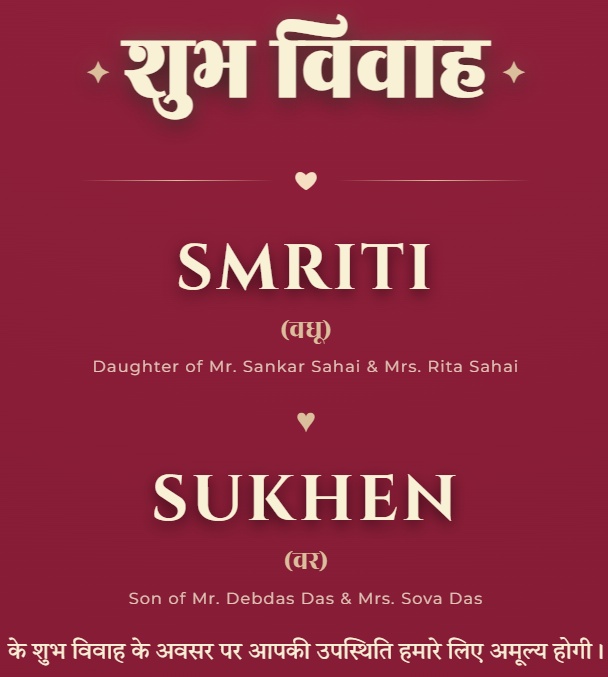 शुभ विवाह
SMRITI
(वधू)
Daughter of Mr. Sankar Sahai & Mrs. Rita Sahai
SUKHEN
(वर)
Son of Mr. Debdas Das & Mrs. Sova Das
के शुभ विवाह के अवसर पर आपकी उपस्थिति हमारे लिए अमूल्य होगी।